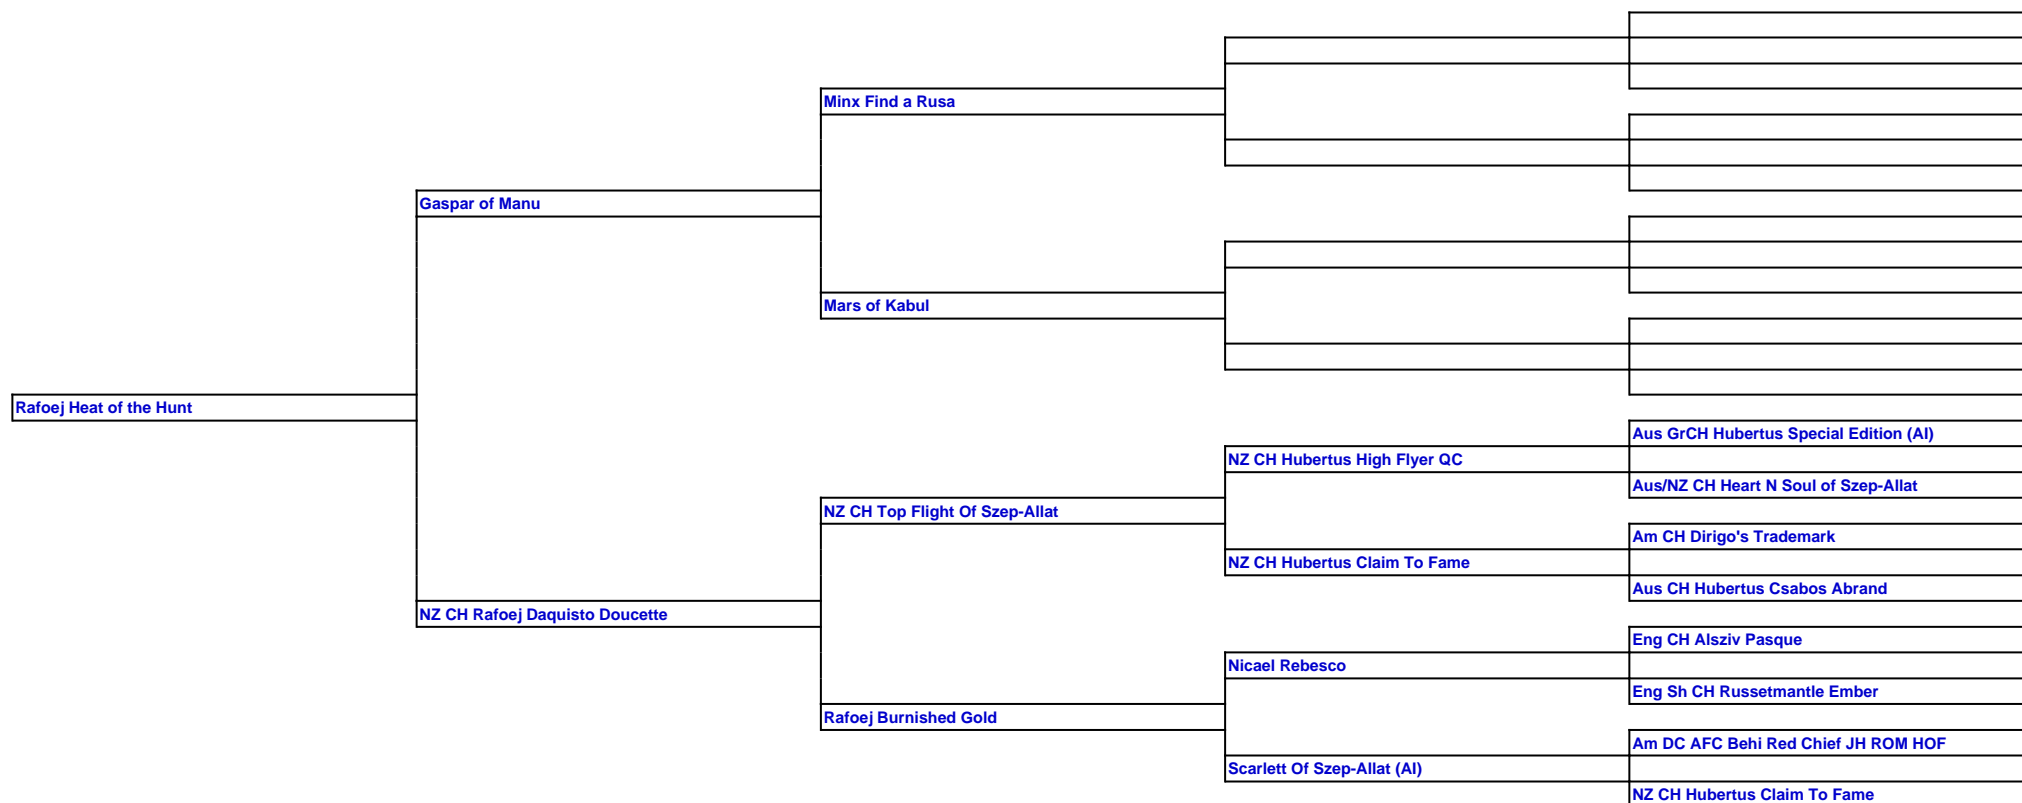 Minx Find a Rusa
Gaspar of Manu
Mars of Kabul
Rafoej Heat of the Hunt
Aus GrCH Hubertus Special Edition (AI)
NZ CH Hubertus High Flyer QC
Aus/NZ CH Heart N Soul of Szep-Allat
NZ CH Top Flight Of Szep-Allat
Am CH Dirigo's Trademark
NZ CH Hubertus Claim To Fame
Aus CH Hubertus Csabos Abrand
NZ CH Rafoej Daquisto Doucette
Eng CH Alsziv Pasque
Nicael Rebesco
Eng Sh CH Russetmantle Ember
Rafoej Burnished Gold
Am DC AFC Behi Red Chief JH ROM HOF
Scarlett Of Szep-Allat (AI)
NZ CH Hubertus Claim To Fame